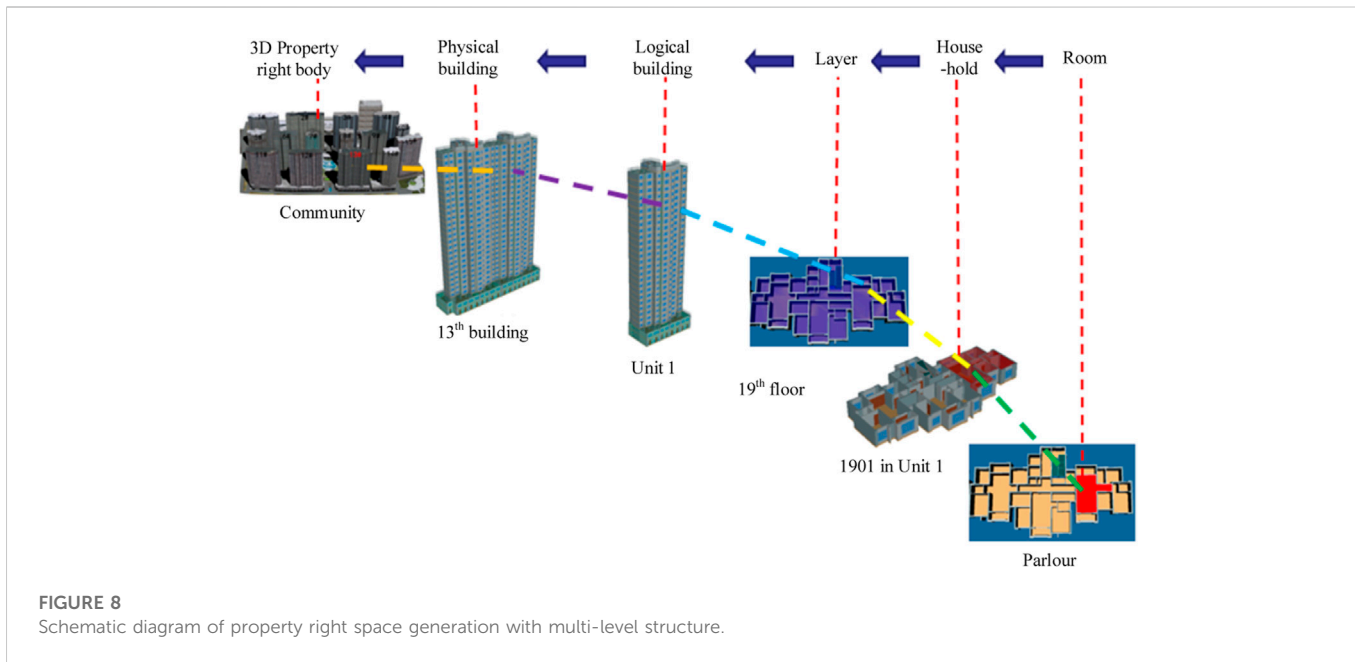 3D Property
right body
Physical
building
Logical
building
Layer
House
-hold
Room
Community
13th building
Unit 1
19th floor
1901 in Unit 1
Parlour
FIGURE 8
Schematic diagram of property right space generation with multi-level structure.